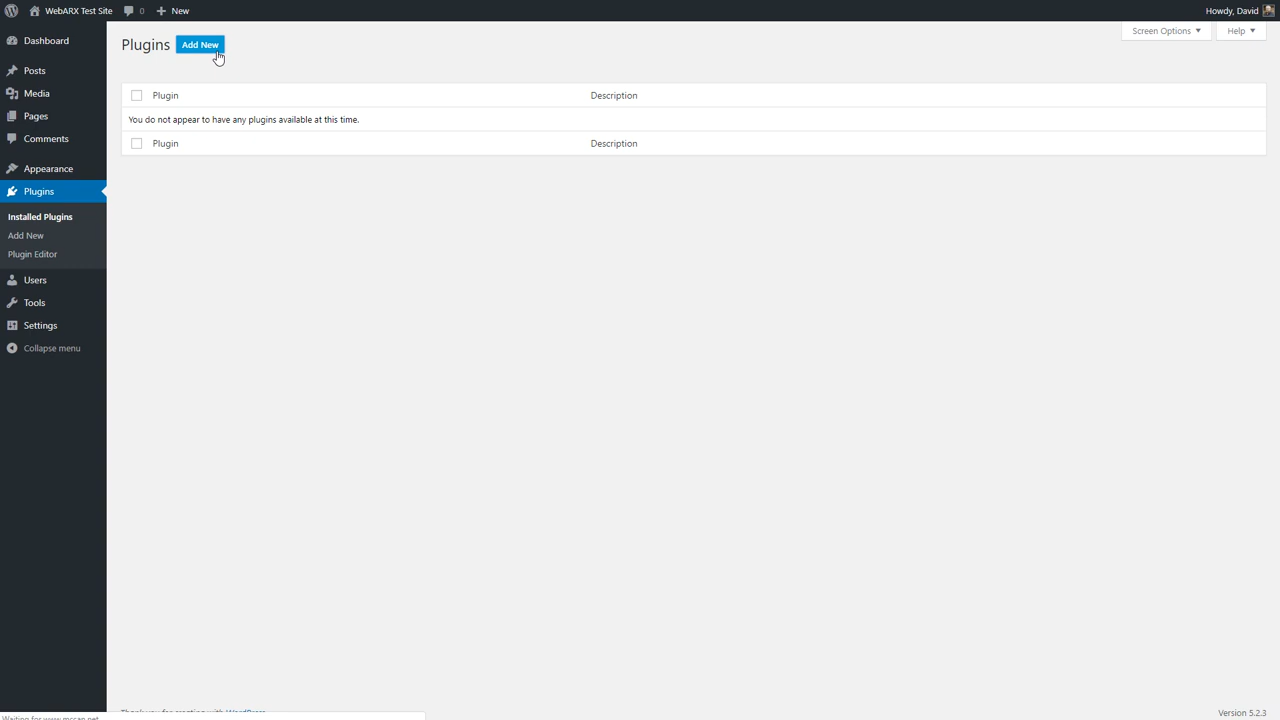 WebARX Test Site 0 New Howdy, David
Dashboard
Posts
Media
Pages
Comments
Appearance
Plugins
Installed Plugins
Add New
Plugin Editor
Users
Tools
Settings
Collapse menu
Plugins Add New
Screen Options ▼ Help ▼
Plugin Description
You do not appear to have any plugins available at this time.
Plugin Description
Thank you for creating with WordPress
Version 5.2.3
Waiting for www.mccan.net